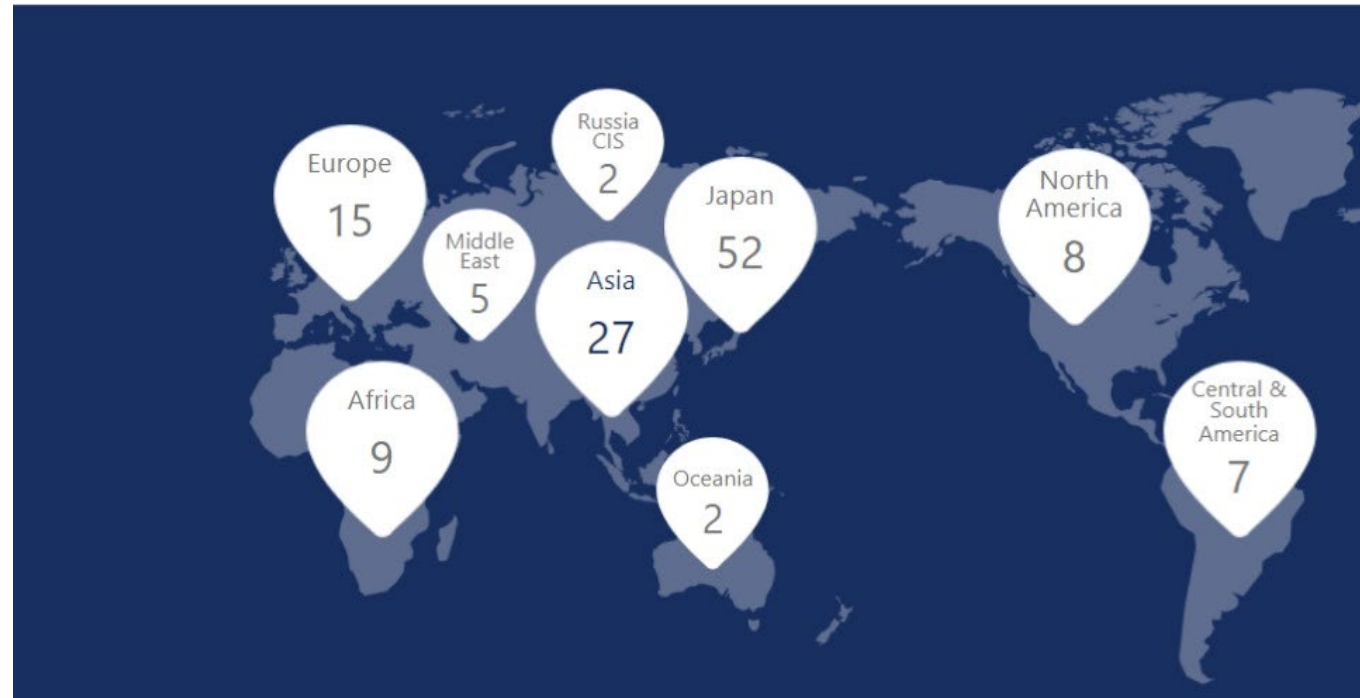 Russia
CIS
2
Europe
15
Japan
52
North
America
8
Middle
East
5
Asia
27
Africa
9
Central &
South
America
7
Oceania
2